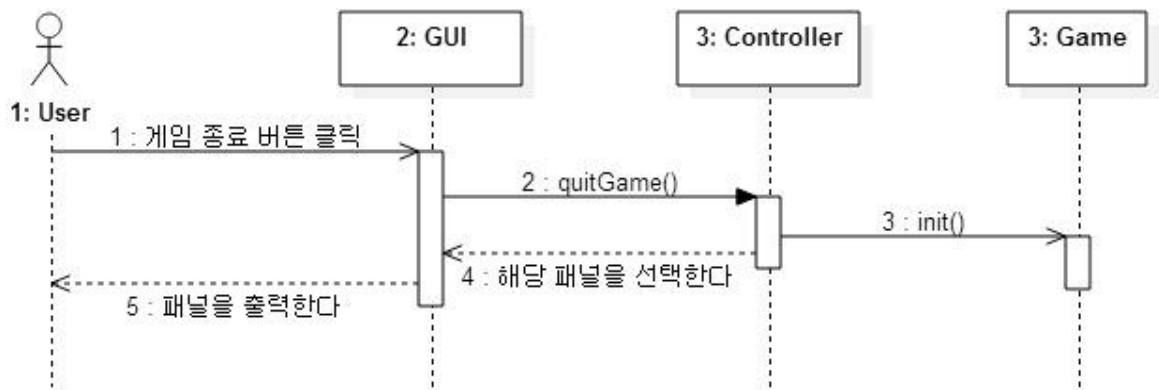 2: GUI
3: Controller
3: Game
1: User
1 : 게임 종료 버튼 클릭
2 : quitGame()
3 : init()
4 : 해당 패널을 선택한다
5 : 패널을 출력한다